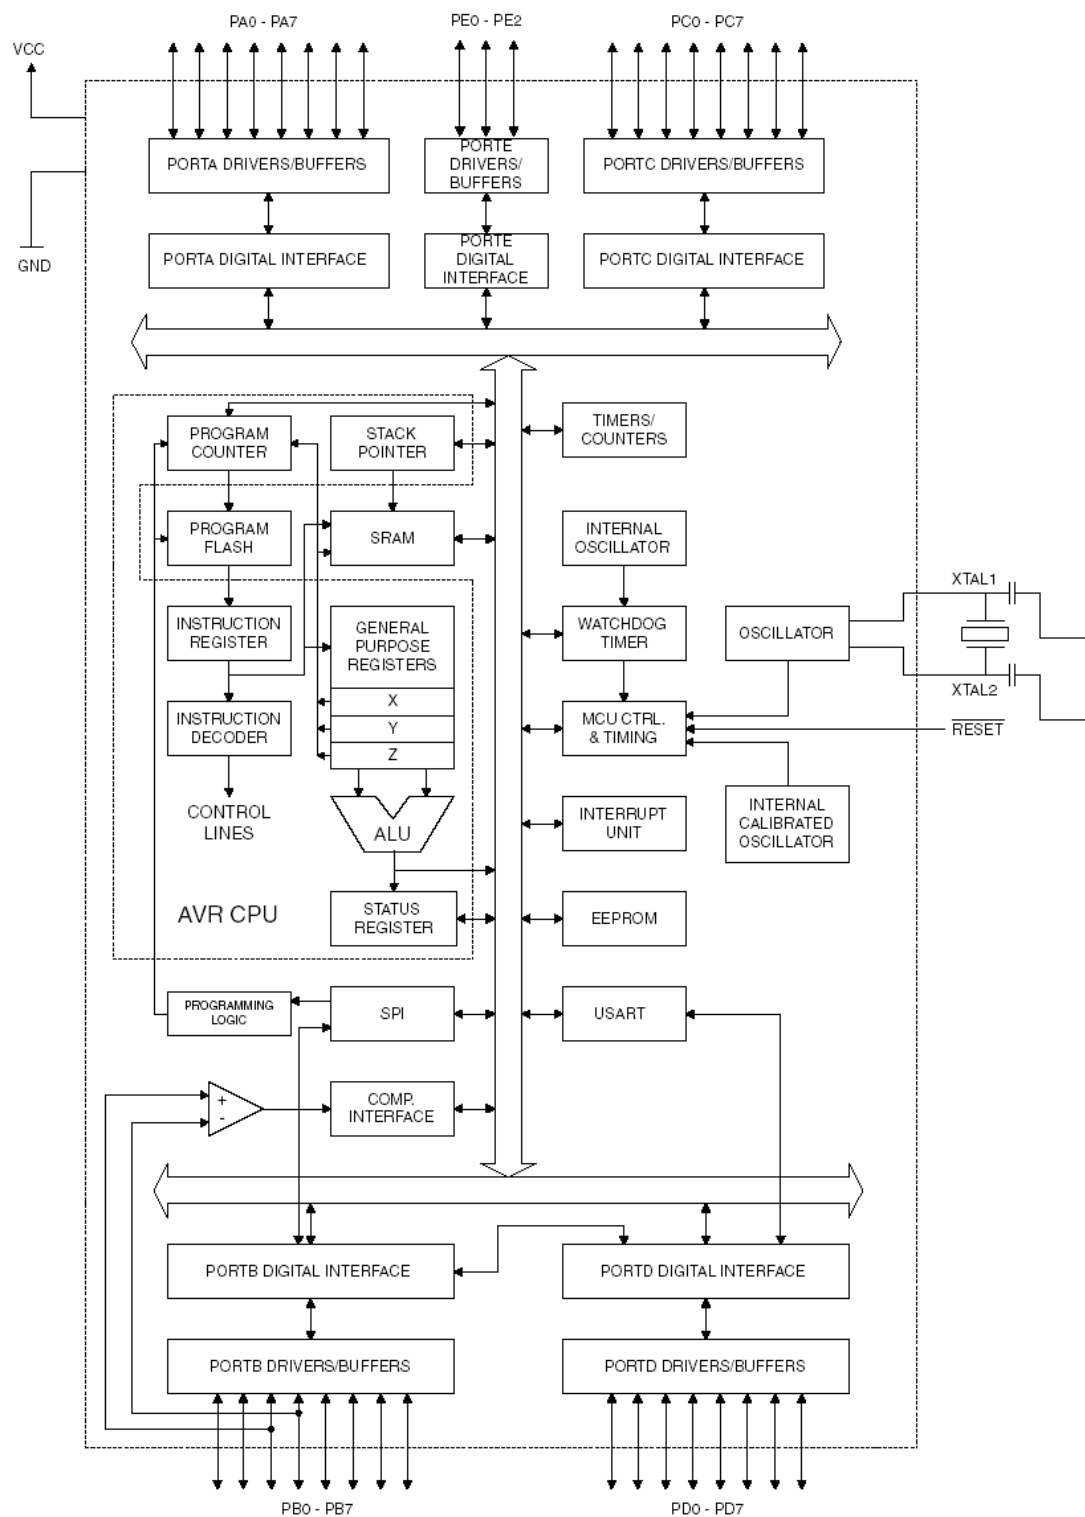 PA0 - PA7
PE0 - PE2
PC0 - PC7
VCC
GND
PORTA DRIVERS/BUFFERS
PORTE
DRIVERS/
BUFFERS
PORTC DRIVERS/BUFFERS
PORTA DIGITAL INTERFACE
PORTE
DIGITAL
INTERFACE
PORTC DIGITAL INTERFACE
PROGRAM
COUNTER
STACK
POINTER
TIMERS/
COUNTERS
PROGRAM
FLASH
SRAM
INTERNAL
OSCILLATOR
XTAL1
INSTRUCTION
REGISTER
GENERAL
PURPOSE
REGISTERS
X
Y
Z
WATCHDOG
TIMER
OSCILLATOR
XTAL2
INSTRUCTION
DECODER
MCU CTRL.
& TIMING
RESET
CONTROL
LINES
ALU
INTERRUPT
UNIT
INTERNAL
CALIBRATED
OSCILLATOR
AVR CPU
STATUS
REGISTER
EEPROM
PROGRAMMING
LOGIC
SPI
USART
+
-
COMP.
INTERFACE
PORTB DIGITAL INTERFACE
PORTD DIGITAL INTERFACE
PORTB DRIVERS/BUFFERS
PORTD DRIVERS/BUFFERS
PB0 - PB7
PD0 - PD7